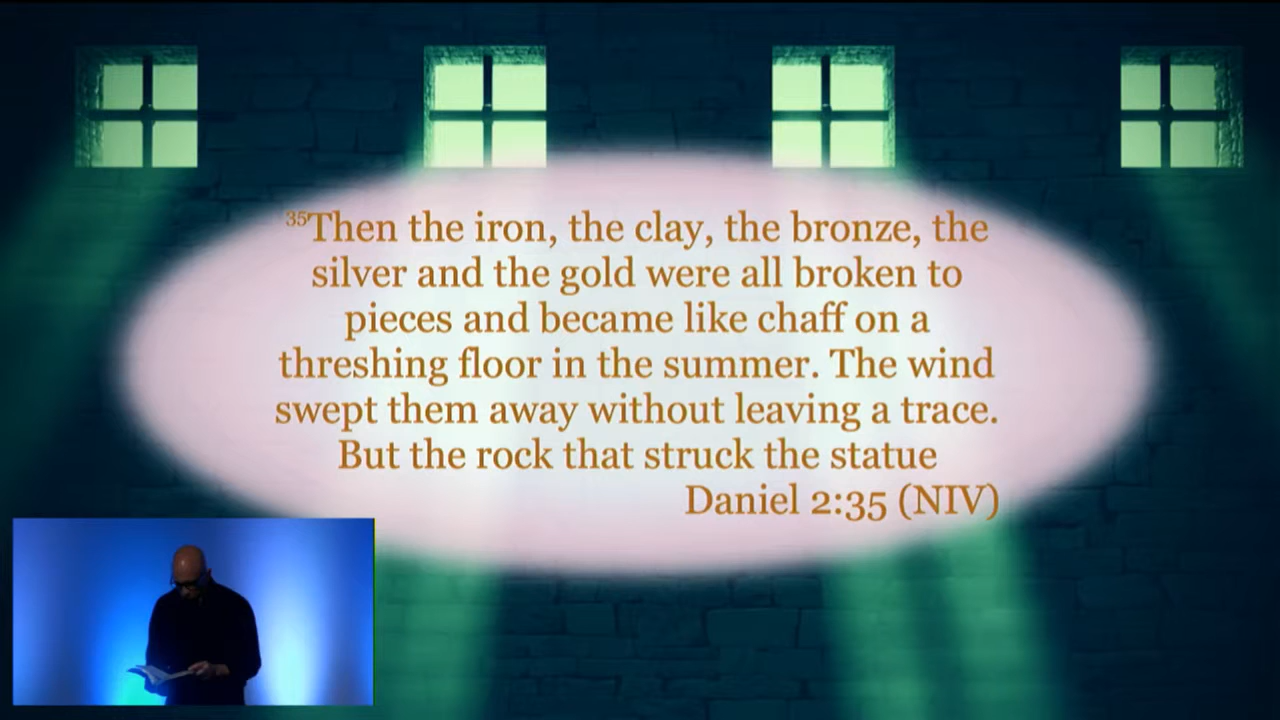 35Then the iron, the clay, the bronze, the
silver and the gold were all broken to
pieces and became like chaff on a
threshing floor in the summer. The wind
swept them away without leaving a trace.
But the rock that struck the statue
Daniel 2:35 (NIV)